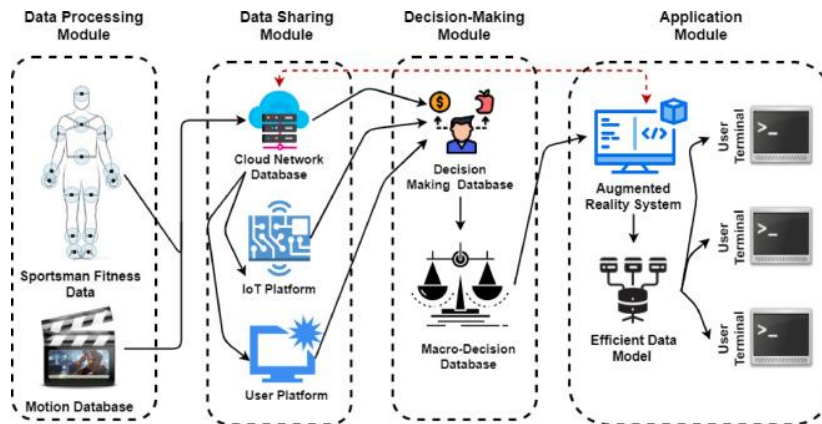 Data Processing
Module
Data Sharing
Module
Decision-Making
Module
Application
Module
Sportsman Fitness
Data
Motion Database
Cloud Network
Database
IoT Platform
User Platform
$
Decision
Making Database
Macro-Decision
Database
</>
Augmented
Reality System
Efficient Data
Model
User
Terminal
>_
User
Terminal
>_
User
Terminal
>_